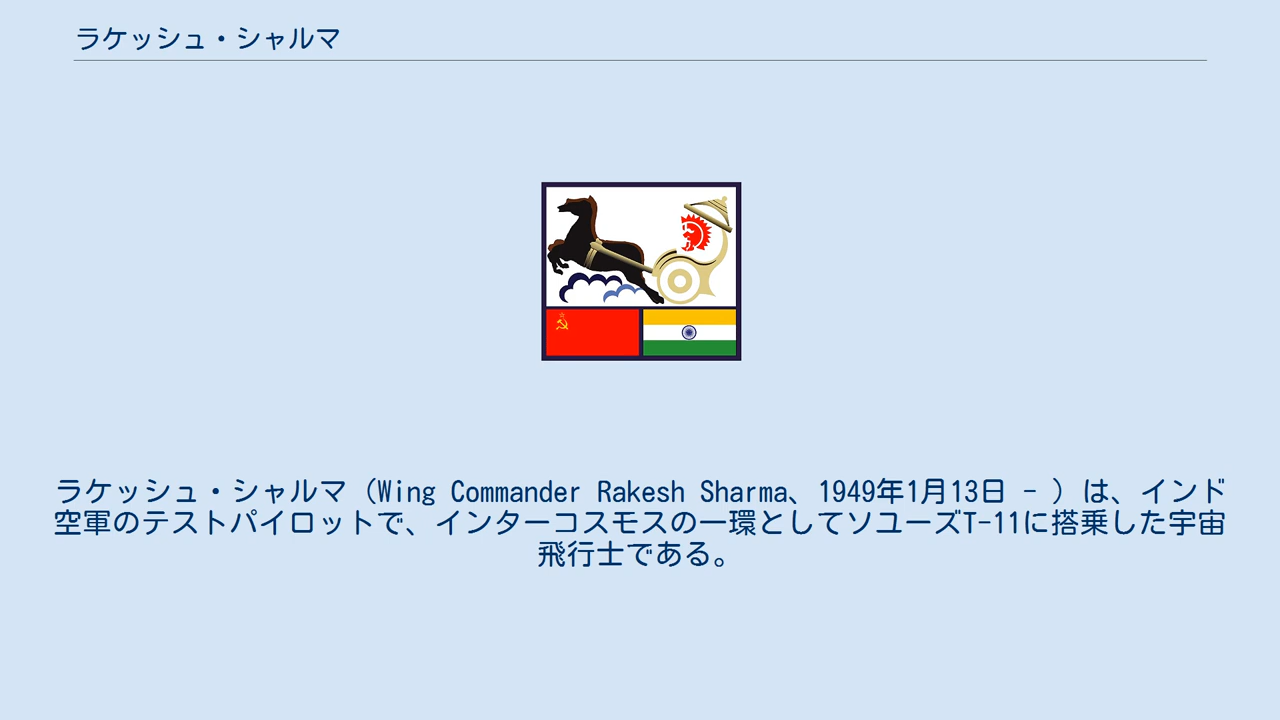 ラケッシュ・シャルマ
ラケッシュ・シャルマ（Wing Commander Rakesh Sharma、1949年1月13日 - ）は、インド
空軍のテストパイロットで、インターコスモスの一環としてソユーズT-11に搭乗した宇宙
飛行士である。